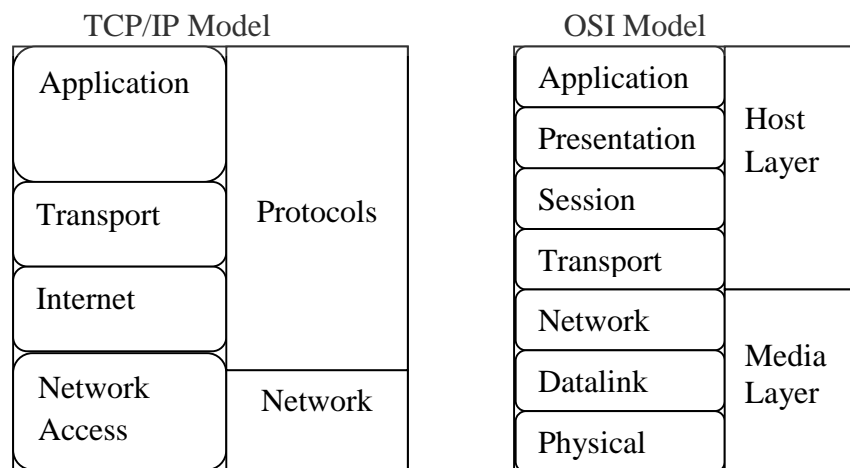 TCP/IP Model
Application
Transport
Internet
Network
Access
Protocols
Network
OSI Model
Application
Presentation
Session
Transport
Network
Datalink
Physical
Host
Layer
Media
Layer